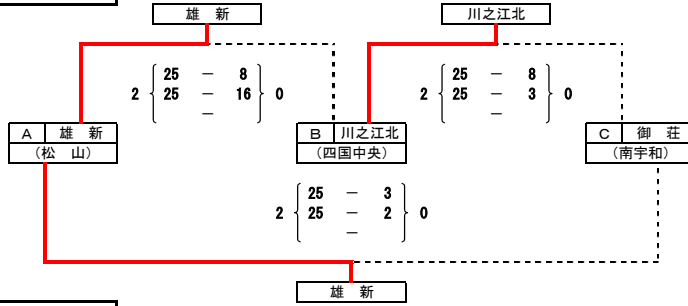 雄　新
川之江北
25 － 8
2 25 － 16 0
－
25 － 8
2 25 － 3 0
－
A 雄　新
（松　山）
B 川之江北
（四国中央）
C 御　荘
（南宇和）
25 － 3
2 25 － 2 0
－
雄　新